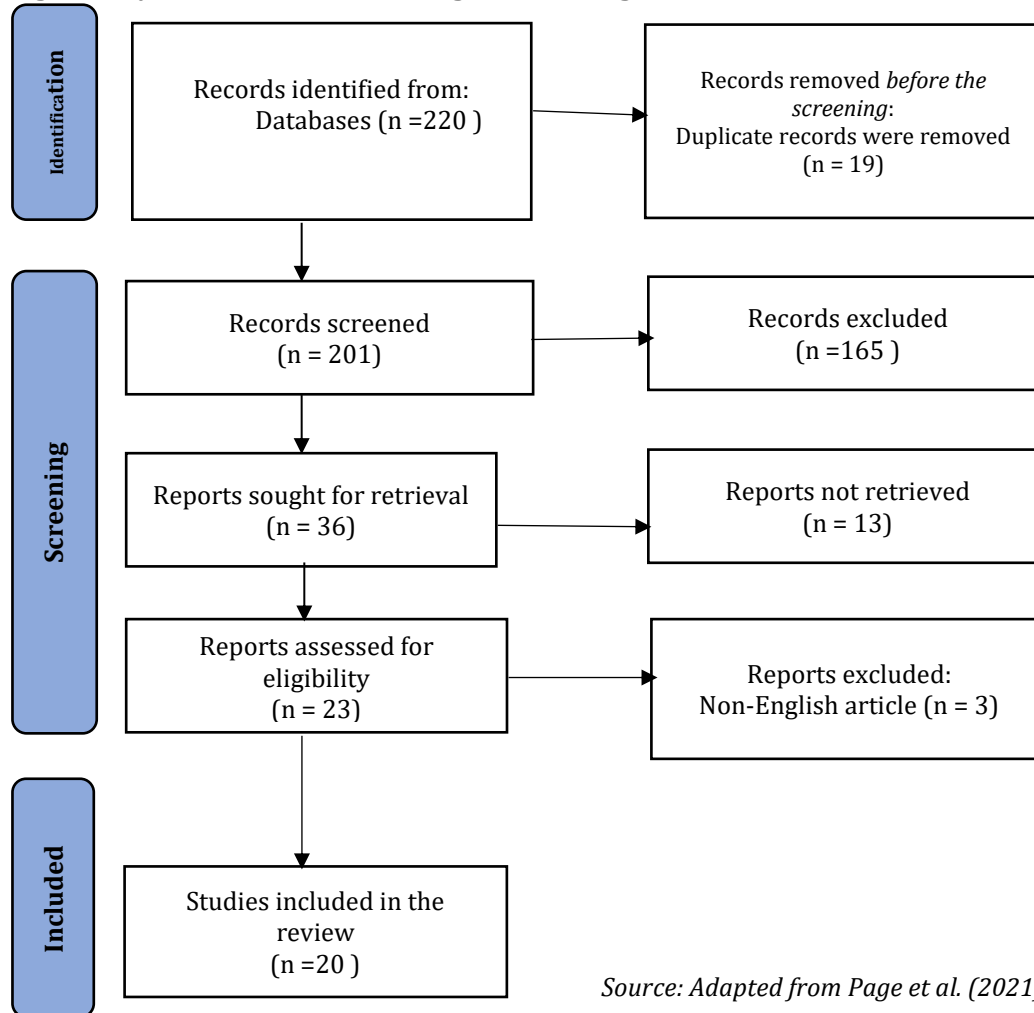 Identification
Records identified from:
Databases (n =220 )
Records removed before the
screening:
Duplicate records were removed
(n = 19)
Screening
Records screened
(n = 201)
Records excluded
(n =165 )
Reports sought for retrieval
(n = 36)
Reports not retrieved
(n = 13)
Reports assessed for
eligibility
(n = 23)
Reports excluded:
Non-English article (n = 3)
Included
Studies included in the
review
(n =20 )
Source: Adapted from Page et al. (2021)